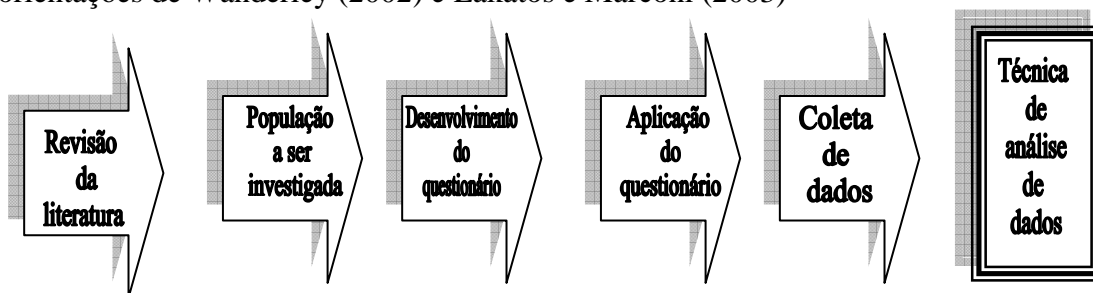 orientações de Wanderley (2002) e Lakatos e Marconi (2003)
Revisão
da
literatura
População
a ser
investigada
Desenvolvimento
do
questionário
Aplicação
do
questionário
Coleta
de
dados
Técnica
de
análise
de
dados